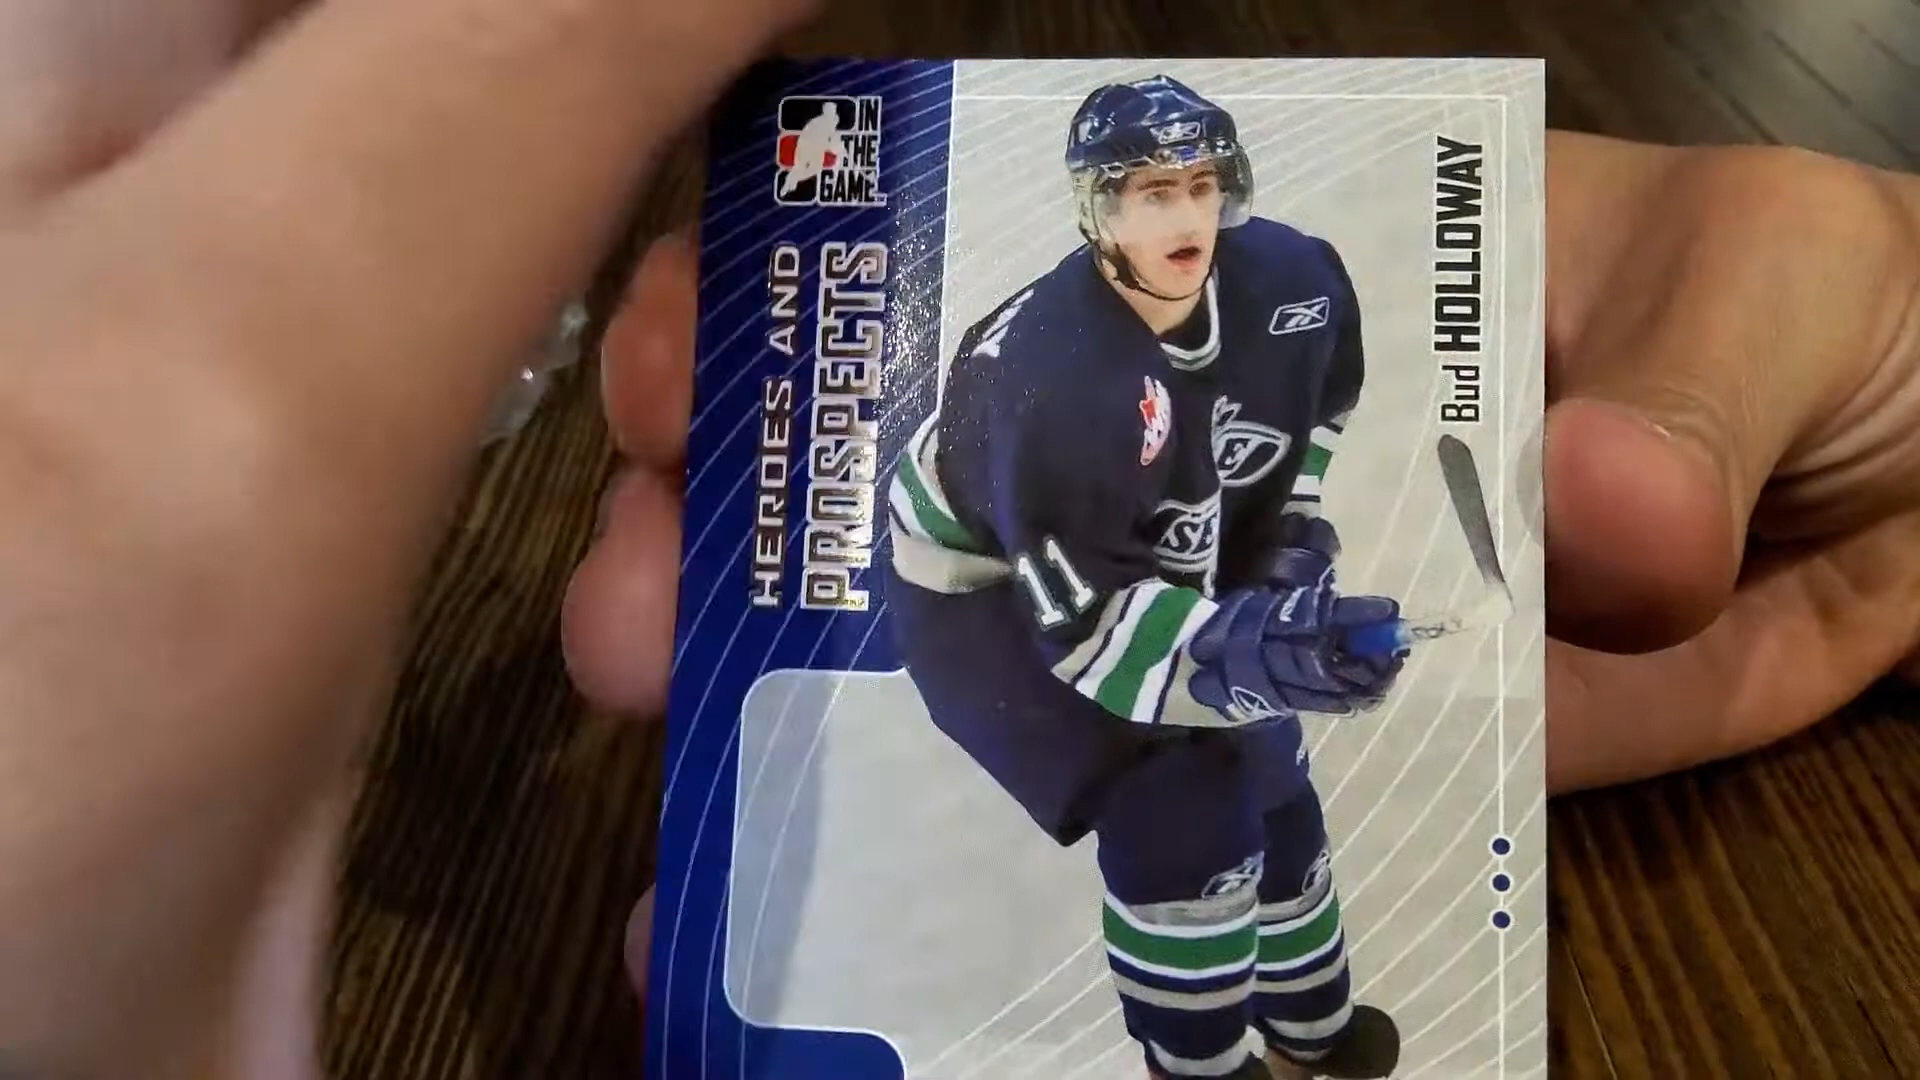 IN
THE
GAME
HEROES AND
PROSPECTS
Bud HOLLOWAY
11